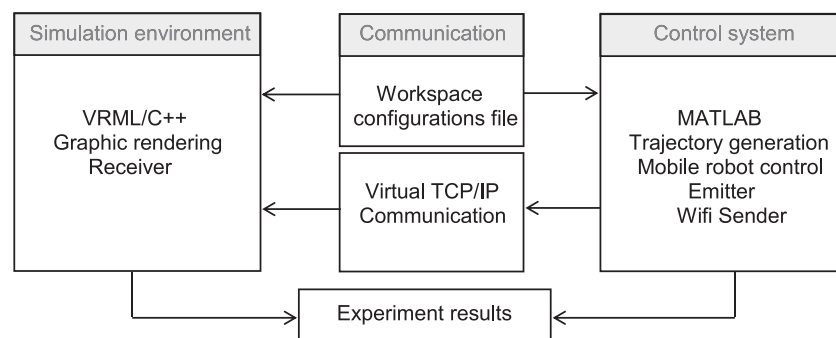 Simulation environment
VRML/C++
Graphic rendering
Receiver
Communication
Workspace
configurations file
Virtual TCP/IP
Communication
Control system
MATLAB
Trajectory generation
Mobile robot control
Emitter
Wifi Sender
Experiment results